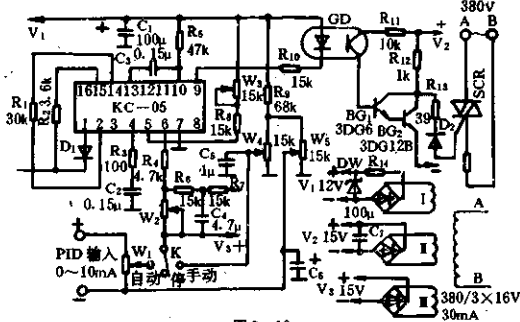 380V
A B
V₁ + C₁ 100μ
R₅ 47k
GD
R₁₁ 10k
+ V₂
C₃ 0.15μ
R₁₀ 15k
R₁₂ 1k
R₁ 30k
R₂ 3.6k
16 15 14 13 12 11 10 9
KC—05
1 2 3 4 5 6 7 8
W₃ 15k
R₉ 68k
R₈ 15k
BG₁ 3DG6
BG₂ 3DG12B
R₁₃ 39
D₂
SCR
D₁
R₃ 100
R₄ 4.7k
C₅ 4μ
W₄ 15k
W₅ 15k
C₂ 0.15μ
R₆ 15k
R₇ 15k
W₂
C₄ 4.7μ
V₃+
DW R₁₄
V₁ 12V
100μ
I
V₂ 15V C₇
II
V₃ 15V
III
A
B
380/3×16V
30mA
+
PID 输入
0~10mA
W₁
K
自动 停 手动
C₆ +